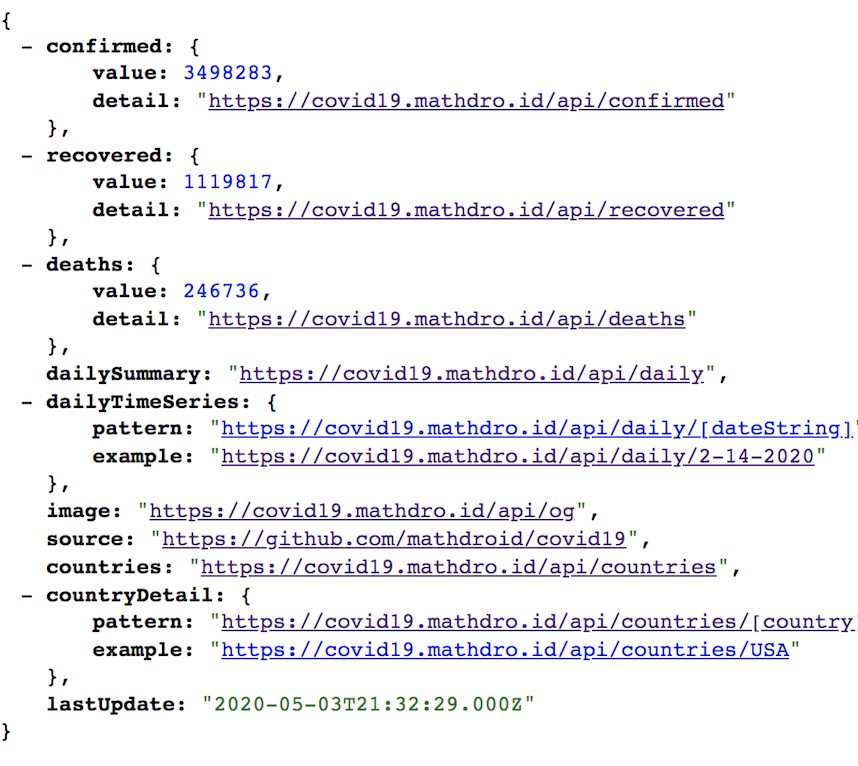 {
- confirmed: {
value: 3498283,
detail: "https://covid19.mathdro.id/api/confirmed"
},
- recovered: {
value: 1119817,
detail: "https://covid19.mathdro.id/api/recovered"
},
- deaths: {
value: 246736,
detail: "https://covid19.mathdro.id/api/deaths"
},
dailySummary: "https://covid19.mathdro.id/api/daily",
- dailyTimeSeries: {
pattern: "https://covid19.mathdro.id/api/daily/[dateString]"
example: "https://covid19.mathdro.id/api/daily/2-14-2020"
},
image: "https://covid19.mathdro.id/api/og",
source: "https://github.com/mathdroid/covid19",
countries: "https://covid19.mathdro.id/api/countries",
- countryDetail: {
pattern: "https://covid19.mathdro.id/api/countries/[country]
example: "https://covid19.mathdro.id/api/countries/USA"
},
lastUpdate: "2020-05-03T21:32:29.000Z"
}